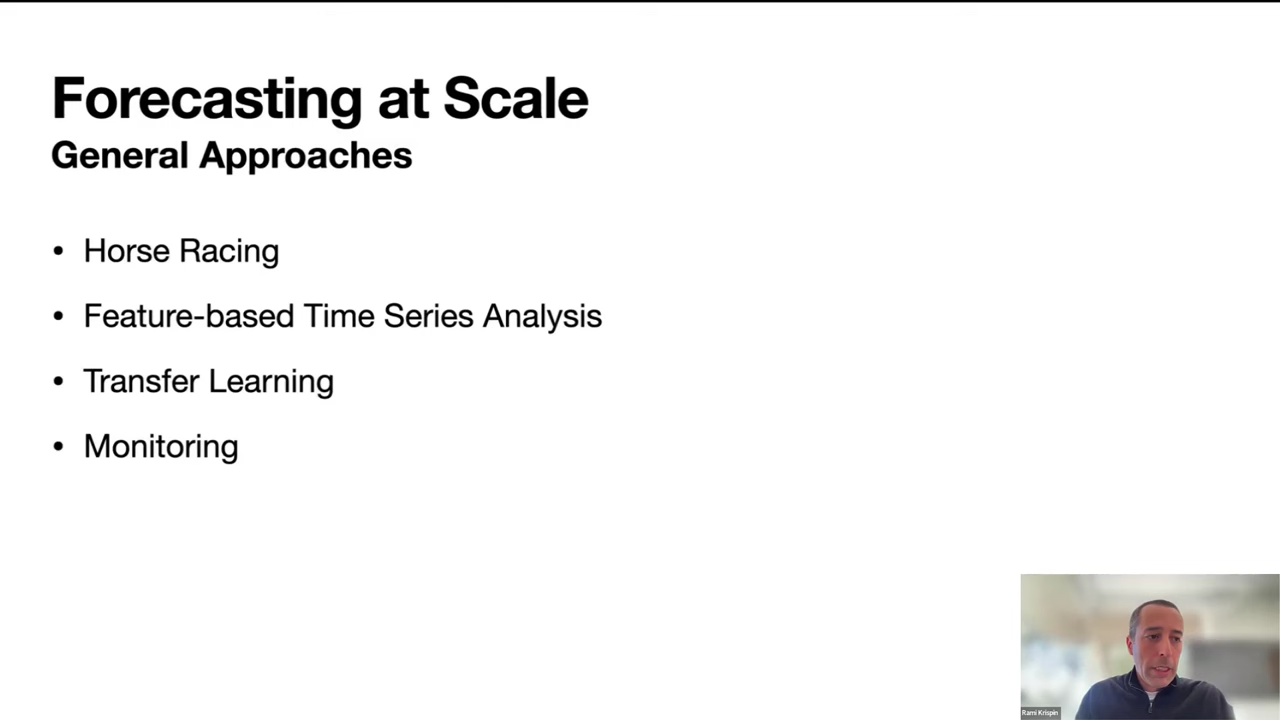 Forecasting at Scale
General Approaches
• Horse Racing
• Feature-based Time Series Analysis
• Transfer Learning
• Monitoring
Rami Krispin